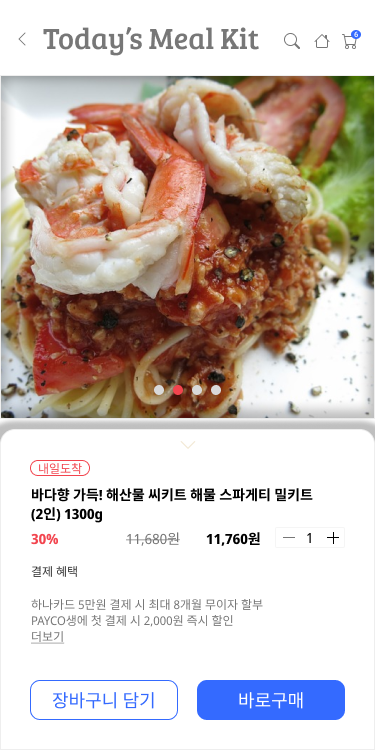 Today's Meal Kit
6
내일도착
바다향 가득! 해산물 씨키트 해물 스파게티 밀키트
(2인) 1300g
30% 11,680원 11,760원 1
결제 혜택
하나카드 5만원 결제 시 최대 8개월 무이자 할부
PAYCO생에 첫 결제 시 2,000원 즉시 할인
더보기
장바구니 담기 바로구매